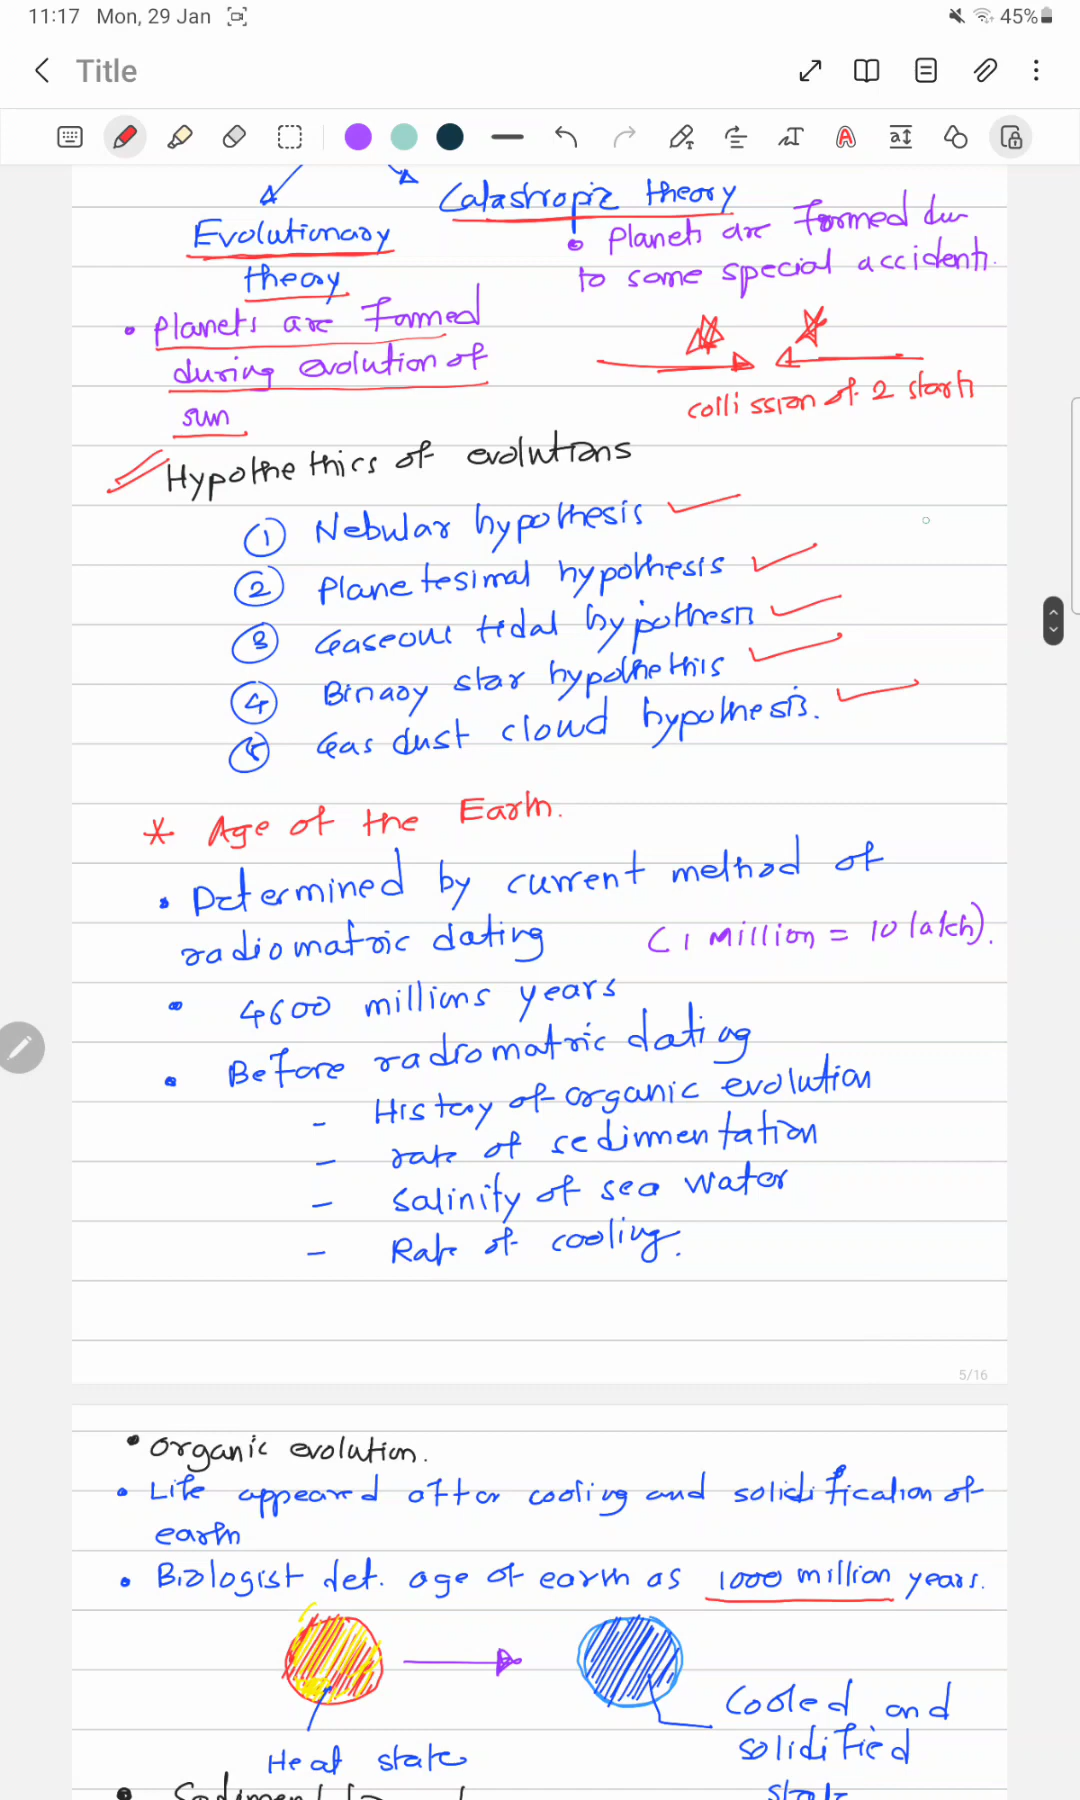 11:17 Mon, 29 Jan
45%
Title
Catastropic theory
Evolutionary
theory
• Planets are formed due
to some special accident.
• Planets are formed
during evolution of
sun
collission of 2 stars
Hypothethics of evolutions
1 Nebular hypothesis
2 Planetesimal hypothesis
3 Gaseous tidal hypothesis
4 Binary star hypothethis
5 Gas dust cloud hypothesis.
* Age of the Earth.
• Determined by current method of
radiomatric dating
(1 million = 10 lakh).
• 4600 millions years
• Before radiomatric dating
- History of organic evolution
- rate of sedimentation
- Salinity of sea water
- Rate of cooling.
5/16
• organic evolution.
• Life appeared after cooling and solidification of
earth
• Biologist det. age of earth as 1000 million years.
Heat state
Cooled and
solidified
state